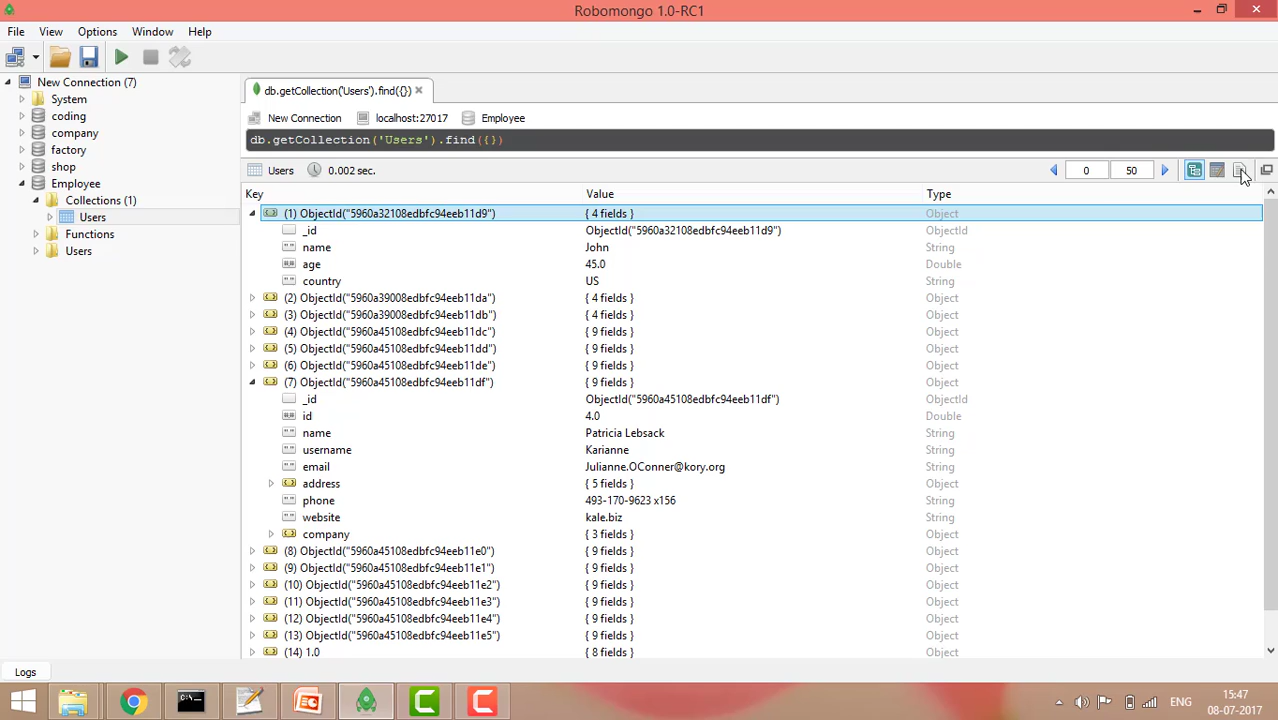 Robomongo 1.0-RC1
File View Options Window Help
New Connection (7)
System
coding
company
factory
shop
Employee
Collections (1)
Users
Functions
Users
db.getCollection('Users').find({})
New Connection localhost:27017 Employee
db.getCollection('Users').find({})
Users 0.002 sec. 0 50
Key Value Type
(1) ObjectId("5960a32108edbfc94eeb11d9") { 4 fields } Object
_id ObjectId("5960a32108edbfc94eeb11d9") ObjectId
name John String
age 45.0 Double
country US String
(2) ObjectId("5960a39008edbfc94eeb11da") { 4 fields } Object
(3) ObjectId("5960a39008edbfc94eeb11db") { 4 fields } Object
(4) ObjectId("5960a45108edbfc94eeb11dc") { 9 fields } Object
(5) ObjectId("5960a45108edbfc94eeb11dd") { 9 fields } Object
(6) ObjectId("5960a45108edbfc94eeb11de") { 9 fields } Object
(7) ObjectId("5960a45108edbfc94eeb11df") { 9 fields } Object
_id ObjectId("5960a45108edbfc94eeb11df") ObjectId
id 4.0 Double
name Patricia Lebsack String
username Karianne String
email Julianne.OConner@kory.org String
address { 5 fields } Object
phone 493-170-9623 x156 String
website kale.biz String
company { 3 fields } Object
(8) ObjectId("5960a45108edbfc94eeb11e0") { 9 fields } Object
(9) ObjectId("5960a45108edbfc94eeb11e1") { 9 fields } Object
(10) ObjectId("5960a45108edbfc94eeb11e2") { 9 fields } Object
(11) ObjectId("5960a45108edbfc94eeb11e3") { 9 fields } Object
(12) ObjectId("5960a45108edbfc94eeb11e4") { 9 fields } Object
(13) ObjectId("5960a45108edbfc94eeb11e5") { 9 fields } Object
(14) 1.0 { 8 fields } Object
Logs
ENG 15:47
08-07-2017